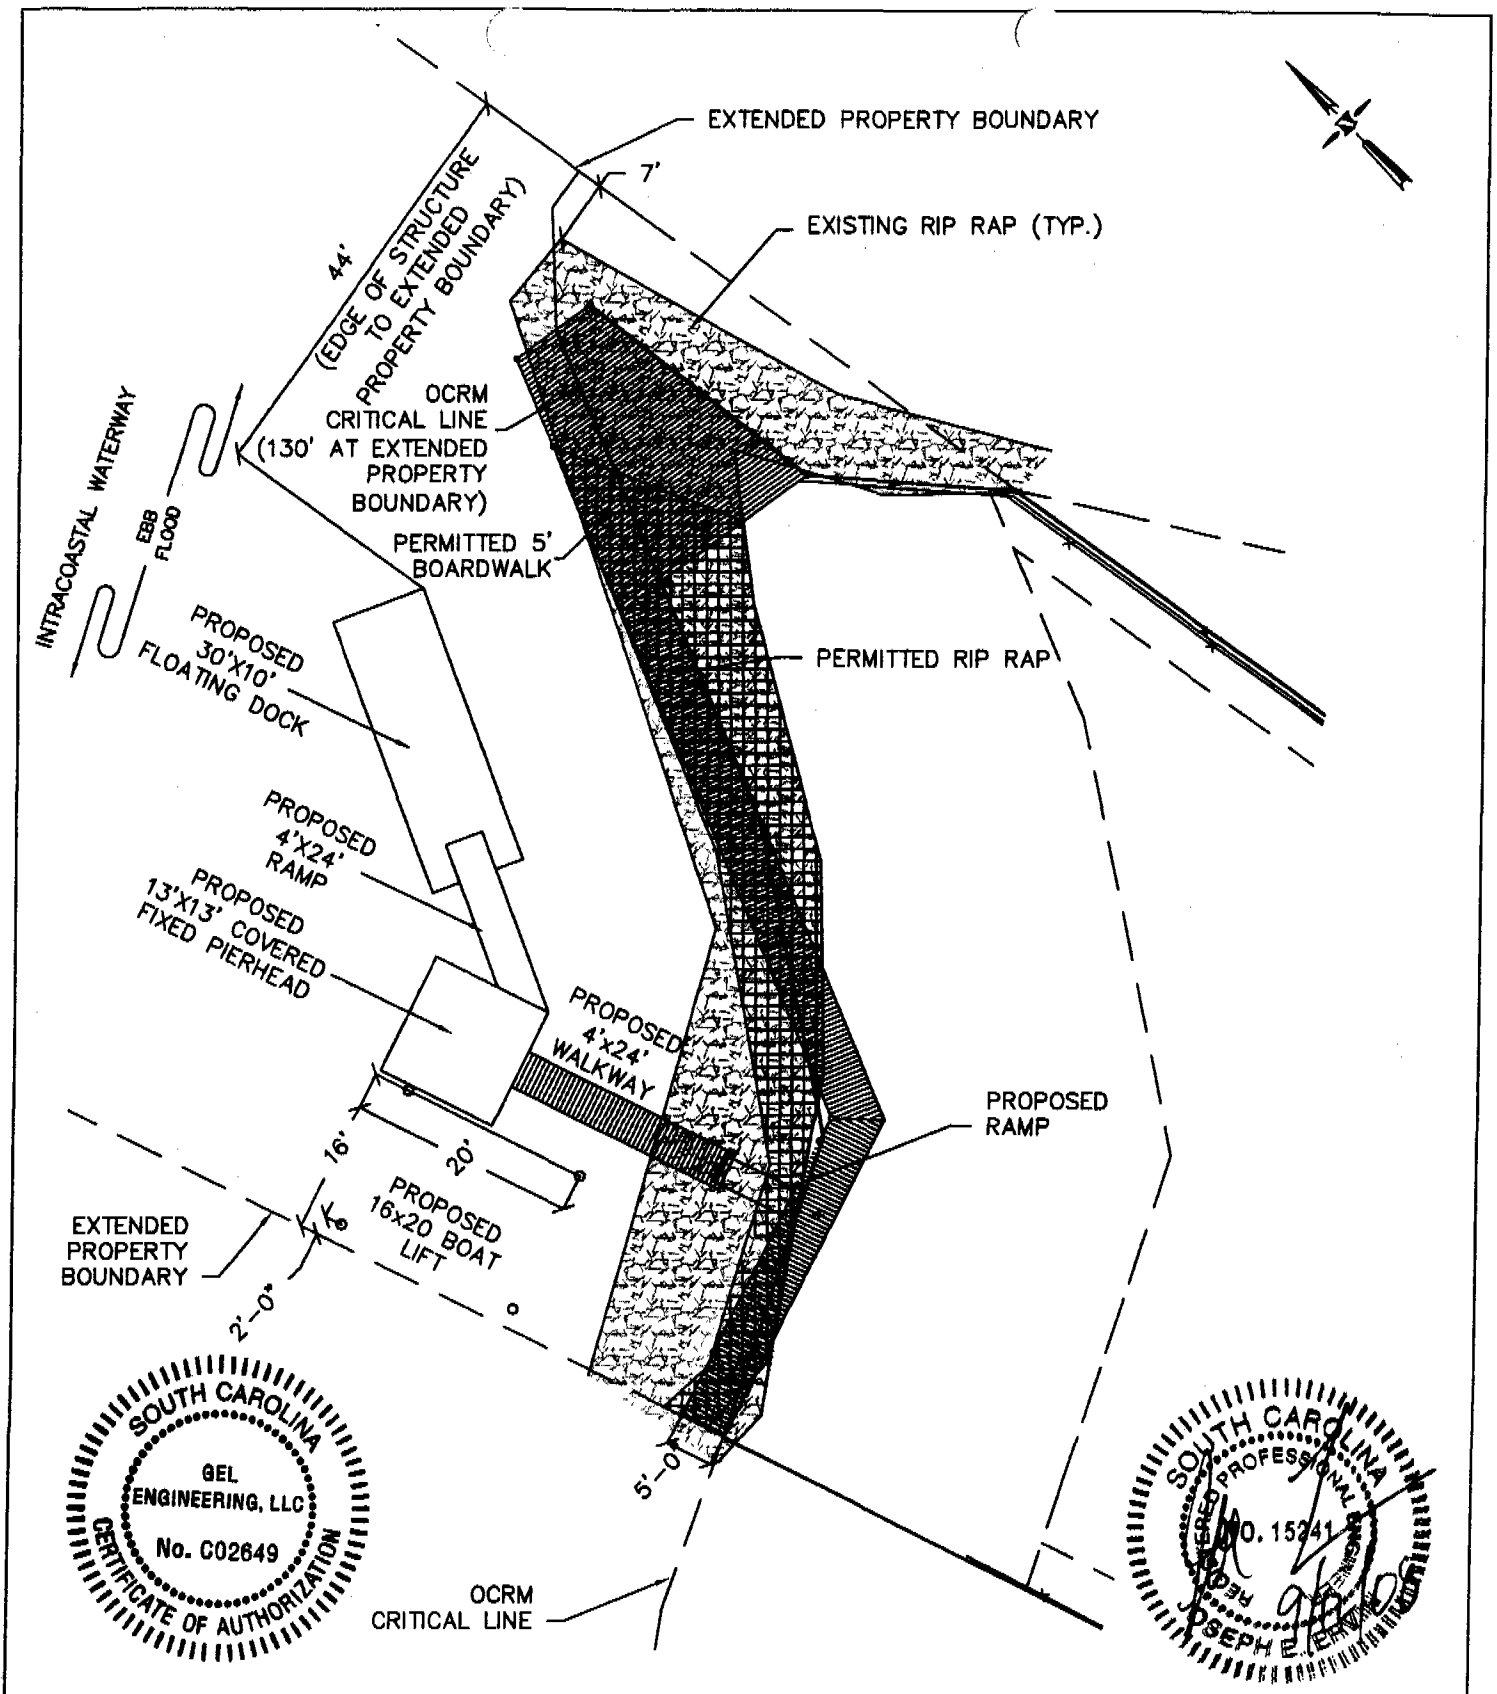 EXTENDED PROPERTY BOUNDARY
7'
EXISTING RIP RAP (TYP.)
44'
(EDGE OF STRUCTURE
TO EXTENDED
PROPERTY BOUNDARY)
OCRM
CRITICAL LINE
(130' AT EXTENDED
PROPERTY
BOUNDARY)
INTRACOASTAL WATERWAY
EBB
FLOOD
PERMITTED 5'
BOARDWALK
PROPOSED
30'X10'
FLOATING DOCK
PERMITTED RIP RAP
PROPOSED
4'X24'
RAMP
PROPOSED
13'X13' COVERED
FIXED PIERHEAD
PROPOSED
4'x24'
WALKWAY
PROPOSED
RAMP
16'
20'
PROPOSED
16x20 BOAT
LIFT
EXTENDED
PROPERTY
BOUNDARY
2'-0"
5'-0
OCRM
CRITICAL LINE
SOUTH CAROLINA
GEL
ENGINEERING, LLC
No. C02649
CERTIFICATE OF AUTHORIZATION
SOUTH CAROLINA
REGISTERED PROFESSIONAL ENGINEER
NO. 15241
JOSEPH E. ERVIN